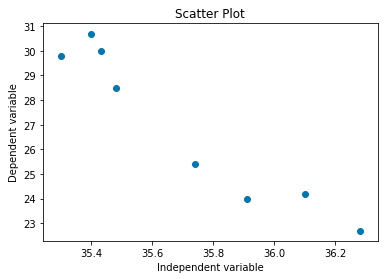 Scatter Plot
31
30
29
28
27
26
25
24
23
Dependent variable
35.4 35.6 35.8 36.0 36.2
Independent variable